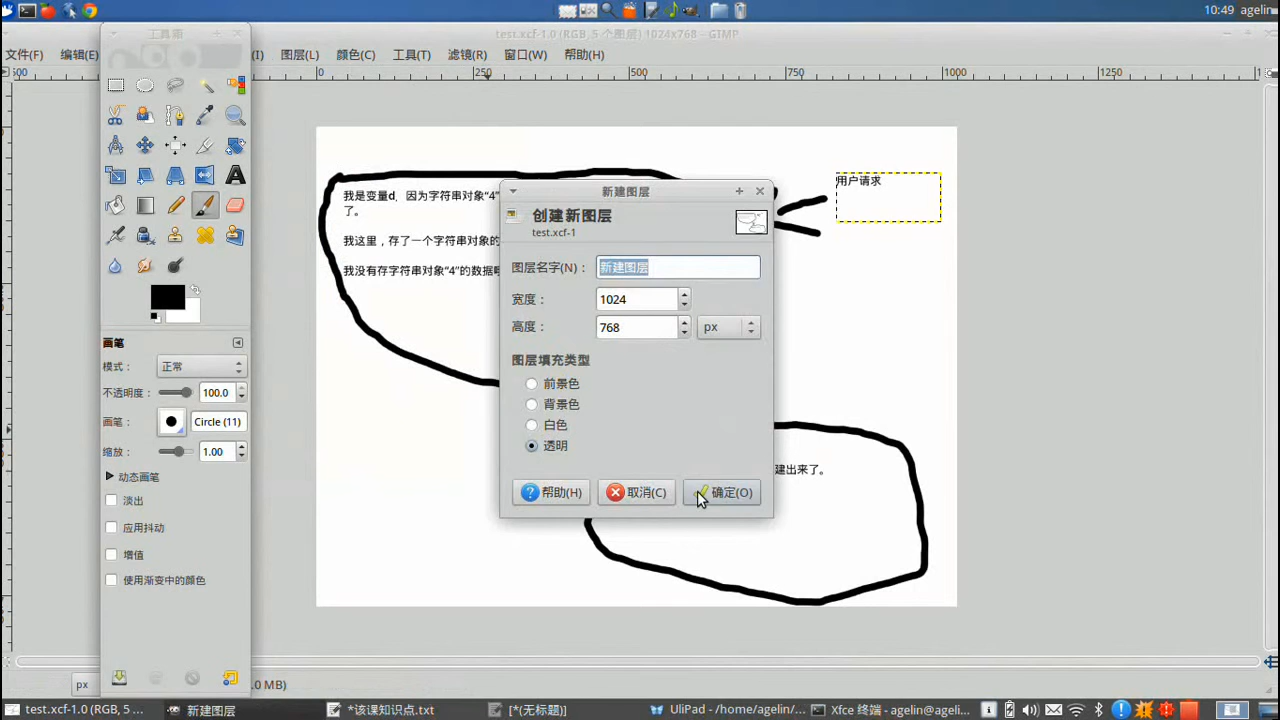 10:49 agelin
test.xcf-1.0 (RGB, 5 个图层) 1024x768 – GIMP
文件(F) 编辑(E) (I) 图层(L) 颜色(C) 工具(T) 滤镜(R) 窗口(W) 帮助(H)
工具箱
500 0 250 500 750 1000 1250
我是变量d, 因为字符串对象“4”
了。
我这里，存了一个字符串对象的
我没有存字符串对象“4”的数据
用户请求
建出来了。
新建图层
创建新图层
test.xcf-1
图层名字(N)： 新建图层
宽度： 1024
高度： 768 px
图层填充类型
前景色
背景色
白色
透明
帮助(H) 取消(C) 确定(O)
画笔
模式： 正常
不透明度： 100.0
画笔： Circle (11)
缩放： 1.00
动态画笔
淡出
应用抖动
增值
使用渐变中的颜色
px .0 MB)
test.xcf-1.0 (RGB, 5 ... 新建图层 *该课知识点.txt [*(无标题)] UliPad - /home/agelin/... Xfce 终端 - agelin@agelin...